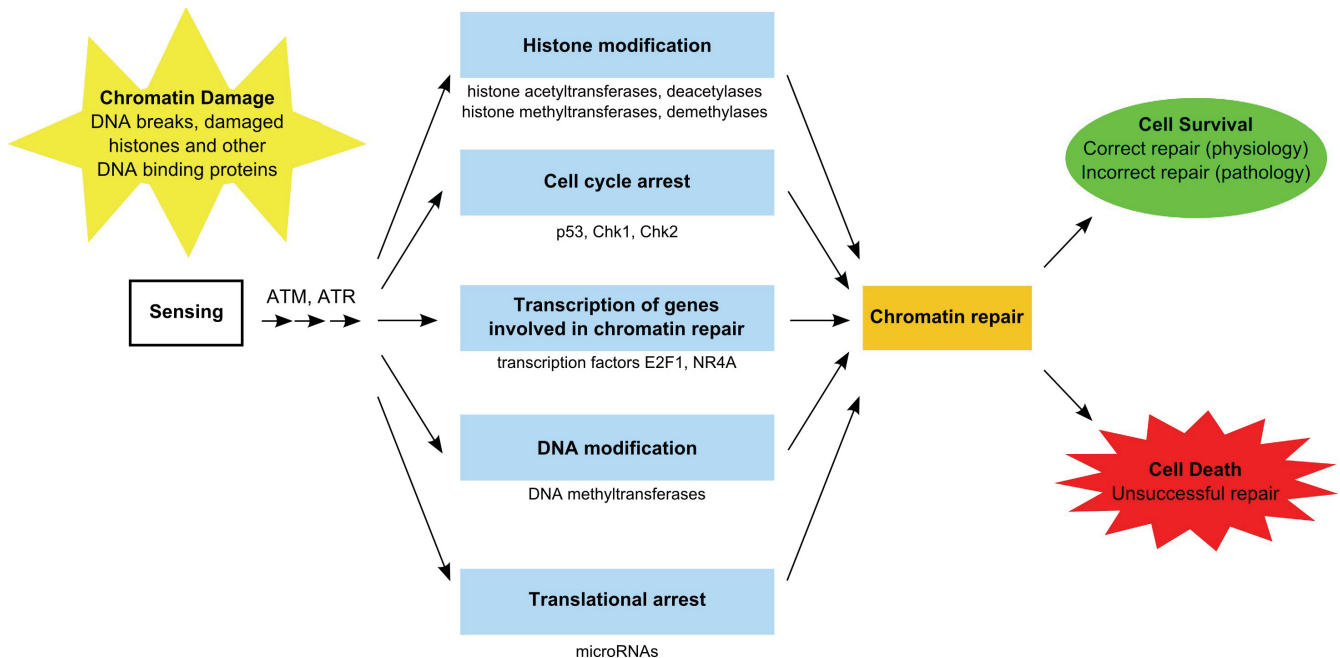 Chromatin Damage
DNA breaks, damaged
histones and other
DNA binding proteins
Sensing
ATM, ATR
Histone modification
histone acetyltransferases, deacetylases
histone methyltransferases, demethylases
Cell cycle arrest
p53, Chk1, Chk2
Transcription of genes
involved in chromatin repair
transcription factors E2F1, NR4A
DNA modification
DNA methyltransferases
Translational arrest
microRNAs
Chromatin repair
Cell Survival
Correct repair (physiology)
Incorrect repair (pathology)
Cell Death
Unsuccessful repair